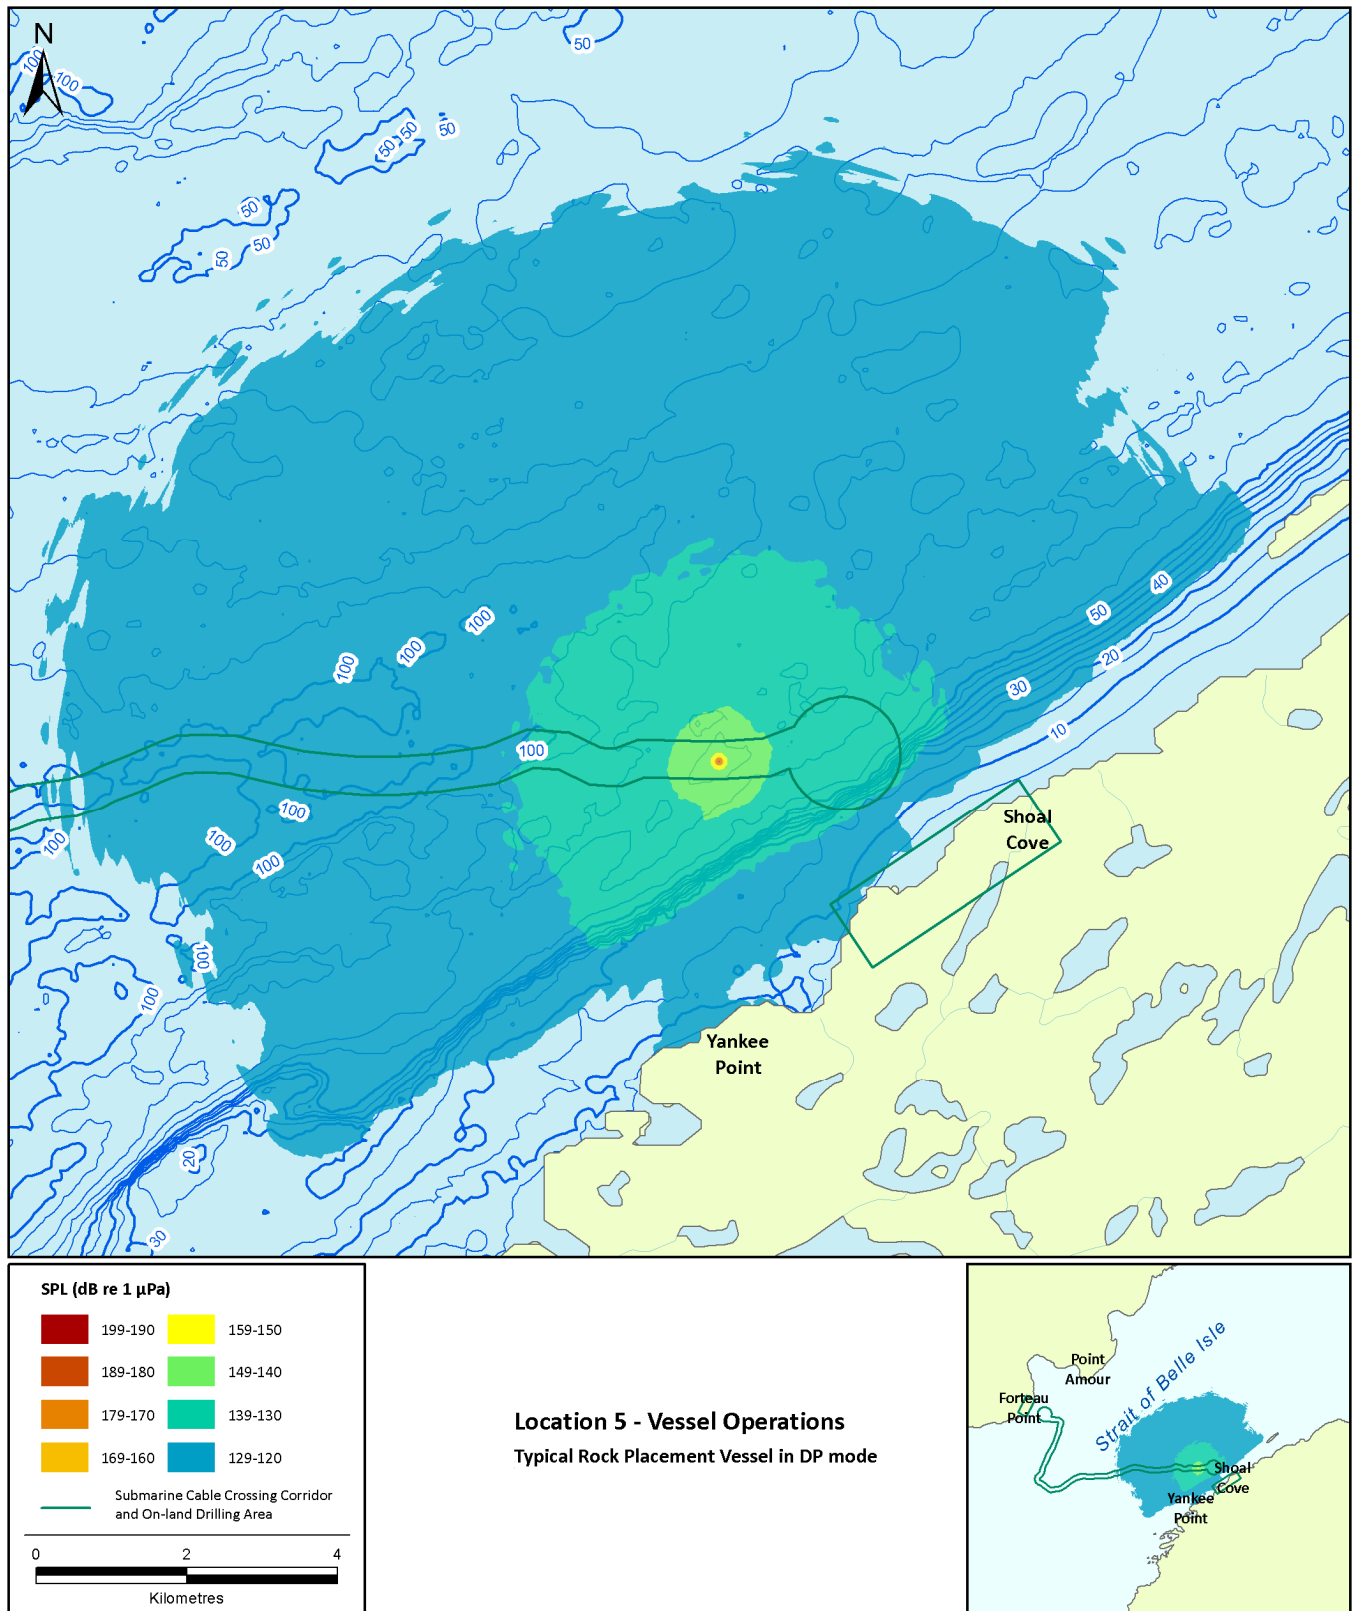 N
50
100
100
50
50
50
50
50
50
40
50
100
100
100
20
30
10
100
100
100
100
100
Shoal
Cove
100
100
Yankee
Point
20
30
SPL (dB re 1 µPa)
199-190
159-150
189-180
149-140
179-170
139-130
169-160
129-120
Submarine Cable Crossing Corridor
and On-land Drilling Area
0 2 4
Kilometres
Location 5 - Vessel Operations
Typical Rock Placement Vessel in DP mode
Strait of Belle Isle
Point
Amour
Forteau
Point
Shoal
Cove
Yankee
Point